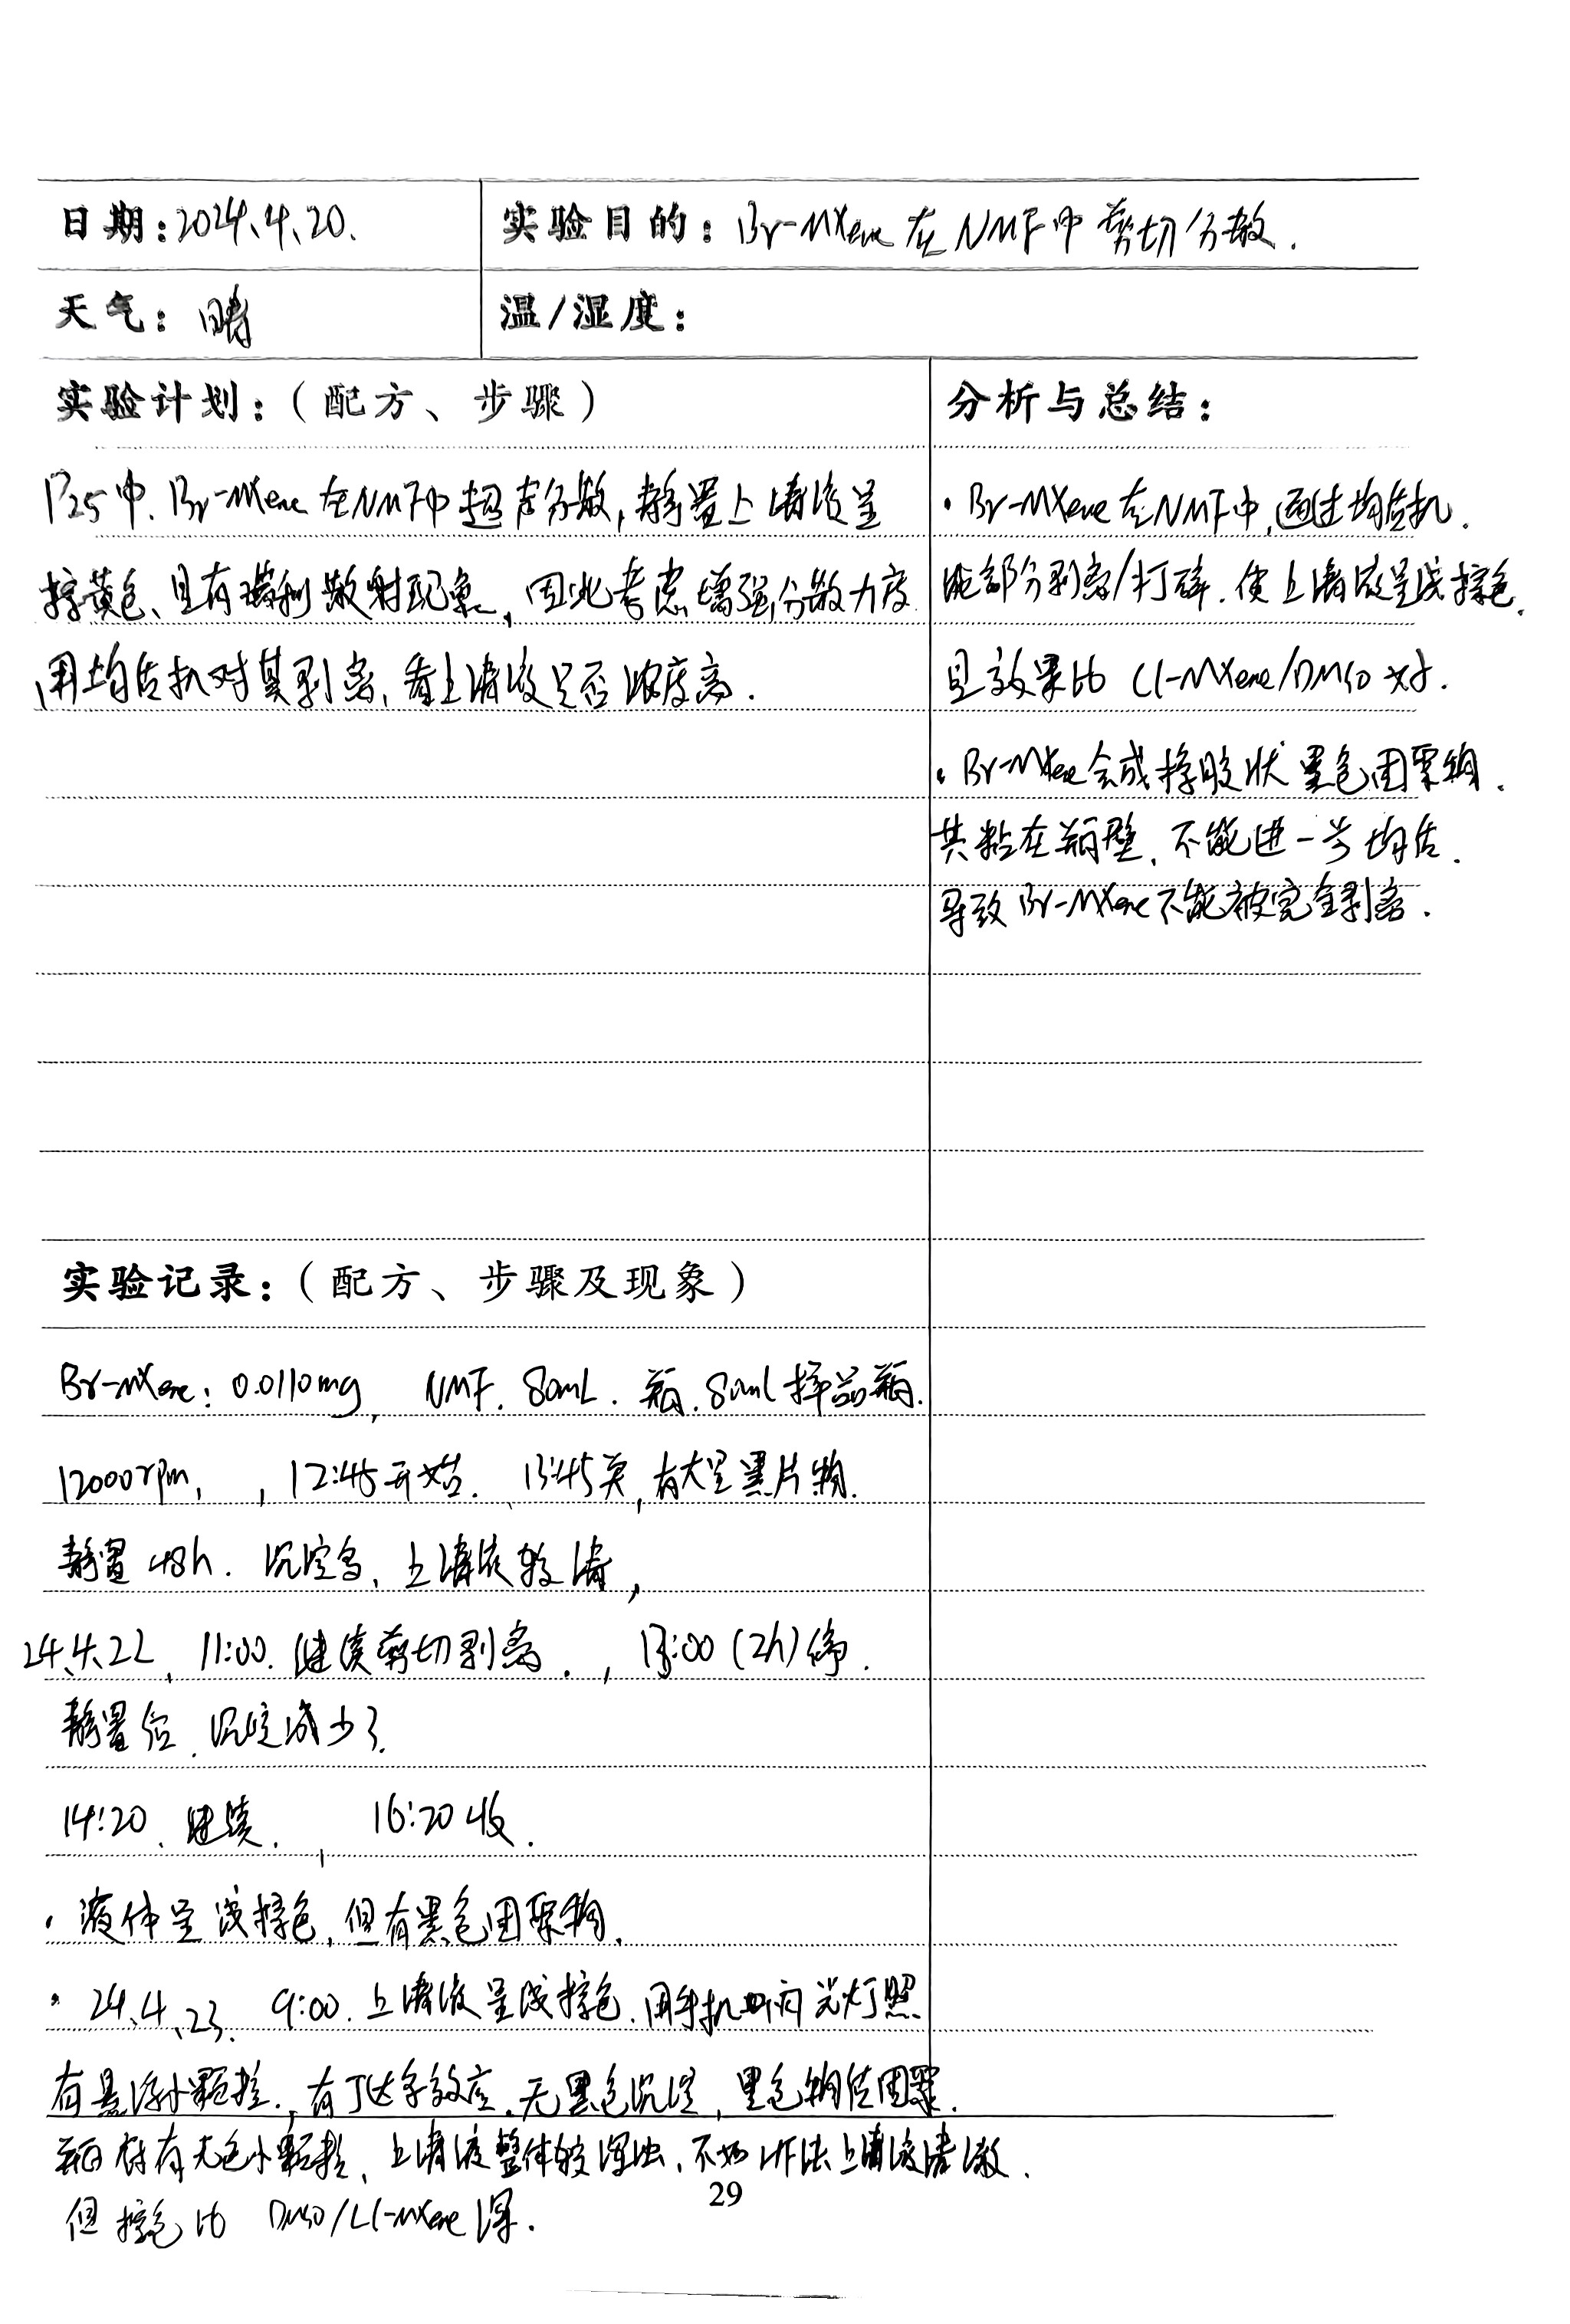 日期：2024.4.20.
实验目的：Br-MXene在NMF中剪切分散.
天气：晴
温/湿度：
实验计划：（配方、步骤）
P25中. Br-MXene在NMF中超声分散,静置上清液呈
棕黄色、且有瑞利散射现象,因此考虑增强分散力度
用均质机对其剥离,看上清液是否浓度高.
分析与总结：
·Br-MXene在NMF中,通过均质机.
能部分剥离/打碎.使上清液呈浅棕色.
且效果比 Cl-MXene/DMSO好.
·Br-MXene会成橡胶状黑色团聚物.
其粘在瓶壁、不能进一步均质.
导致Br-MXene不能被完全剥离.
实验记录：（配方、步骤及现象）
Br-MXene: 0.0110mg, NMF. 80mL. 瓶.80ml样品瓶.
12000rpm, , 12:45开始. 13:45关,有大量黑片物.
静置48h. 沉淀多、上清液较清,
24.4.22, 11:00. 继续剪切剥离. , 13:00 (2h)停.
静置后.沉淀减少了.
14:20. 继续. , 16:20收.
·液体呈浅棕色,但有黑色团聚物.
·24.4.23. 9:00.上清液呈浅棕色.用手机闪光灯照
有悬浮小颗粒.,有丁达尔效应.无黑色沉淀,黑色物质团聚.
瓶底有无色小颗粒、上清液整体较浑浊.不如HF法上清液清澈.
但棕色比 DMSO/Cl-MXene深.
29